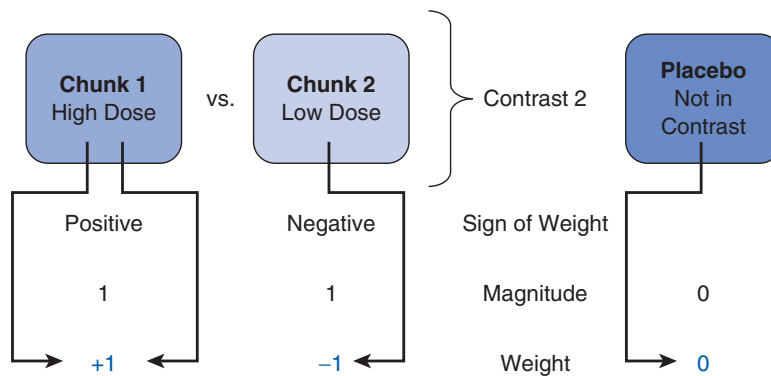 Chunk 1
High Dose
vs.
Chunk 2
Low Dose
Contrast 2
Placebo
Not in
Contrast
Positive
Negative
Sign of Weight
1
1
Magnitude
0
+1
–1
Weight
0